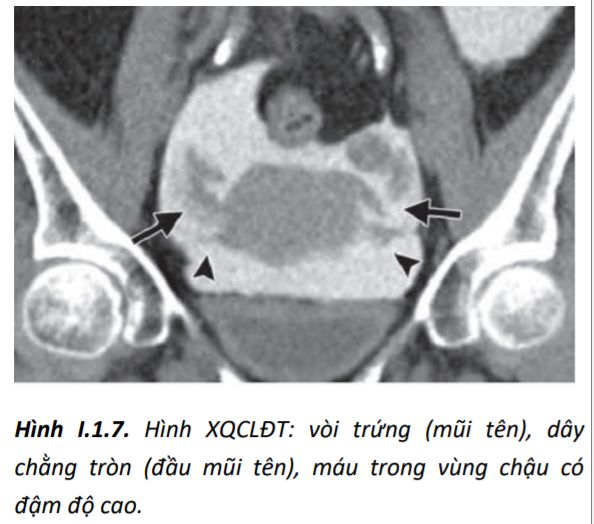 Hình I.1.7. Hình XQCLĐT: vòi trứng (mũi tên), dây
chằng tròn (đầu mũi tên), máu trong vùng chậu có
đậm độ cao.